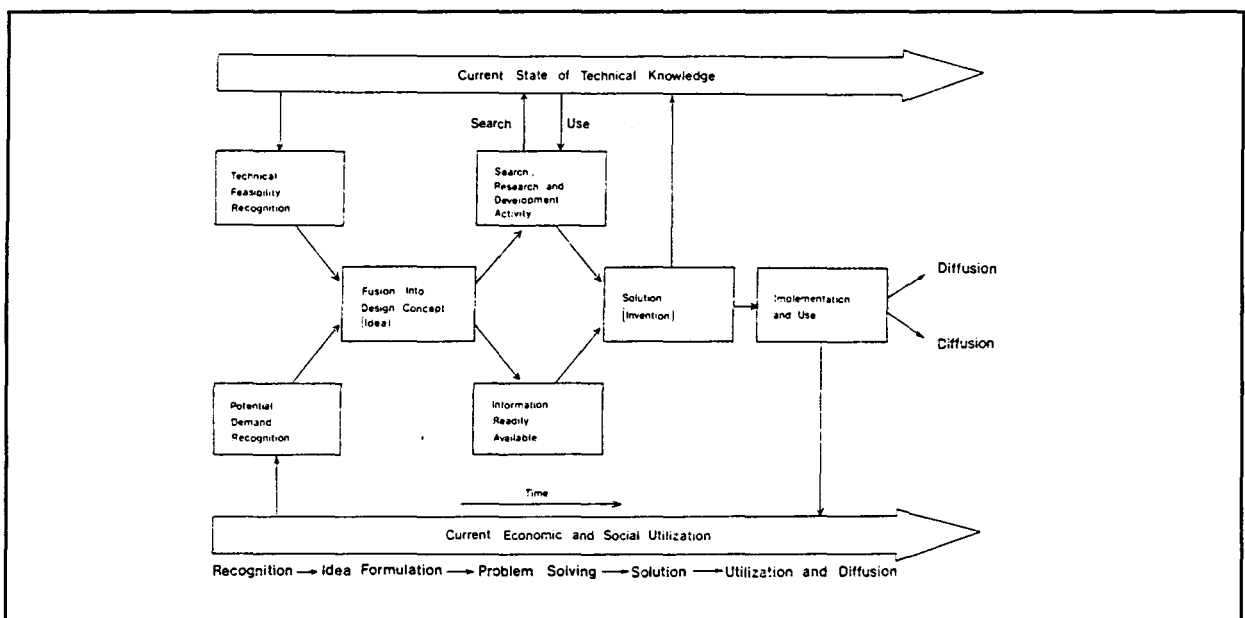 Current State of Technical Knowledge
Search
Use
Technical
Feasibility
Recognition
Search,
Research and
Development
Activity
Fusion Into
Design Concept
(Idea)
Solution
(Invention)
Implementation
and Use
Diffusion
Diffusion
Potential
Demand
Recognition
Information
Readily
Available
Time
Current Economic and Social Utilization
Recognition → Idea Formulation → Problem Solving → Solution → Utilization and Diffusion